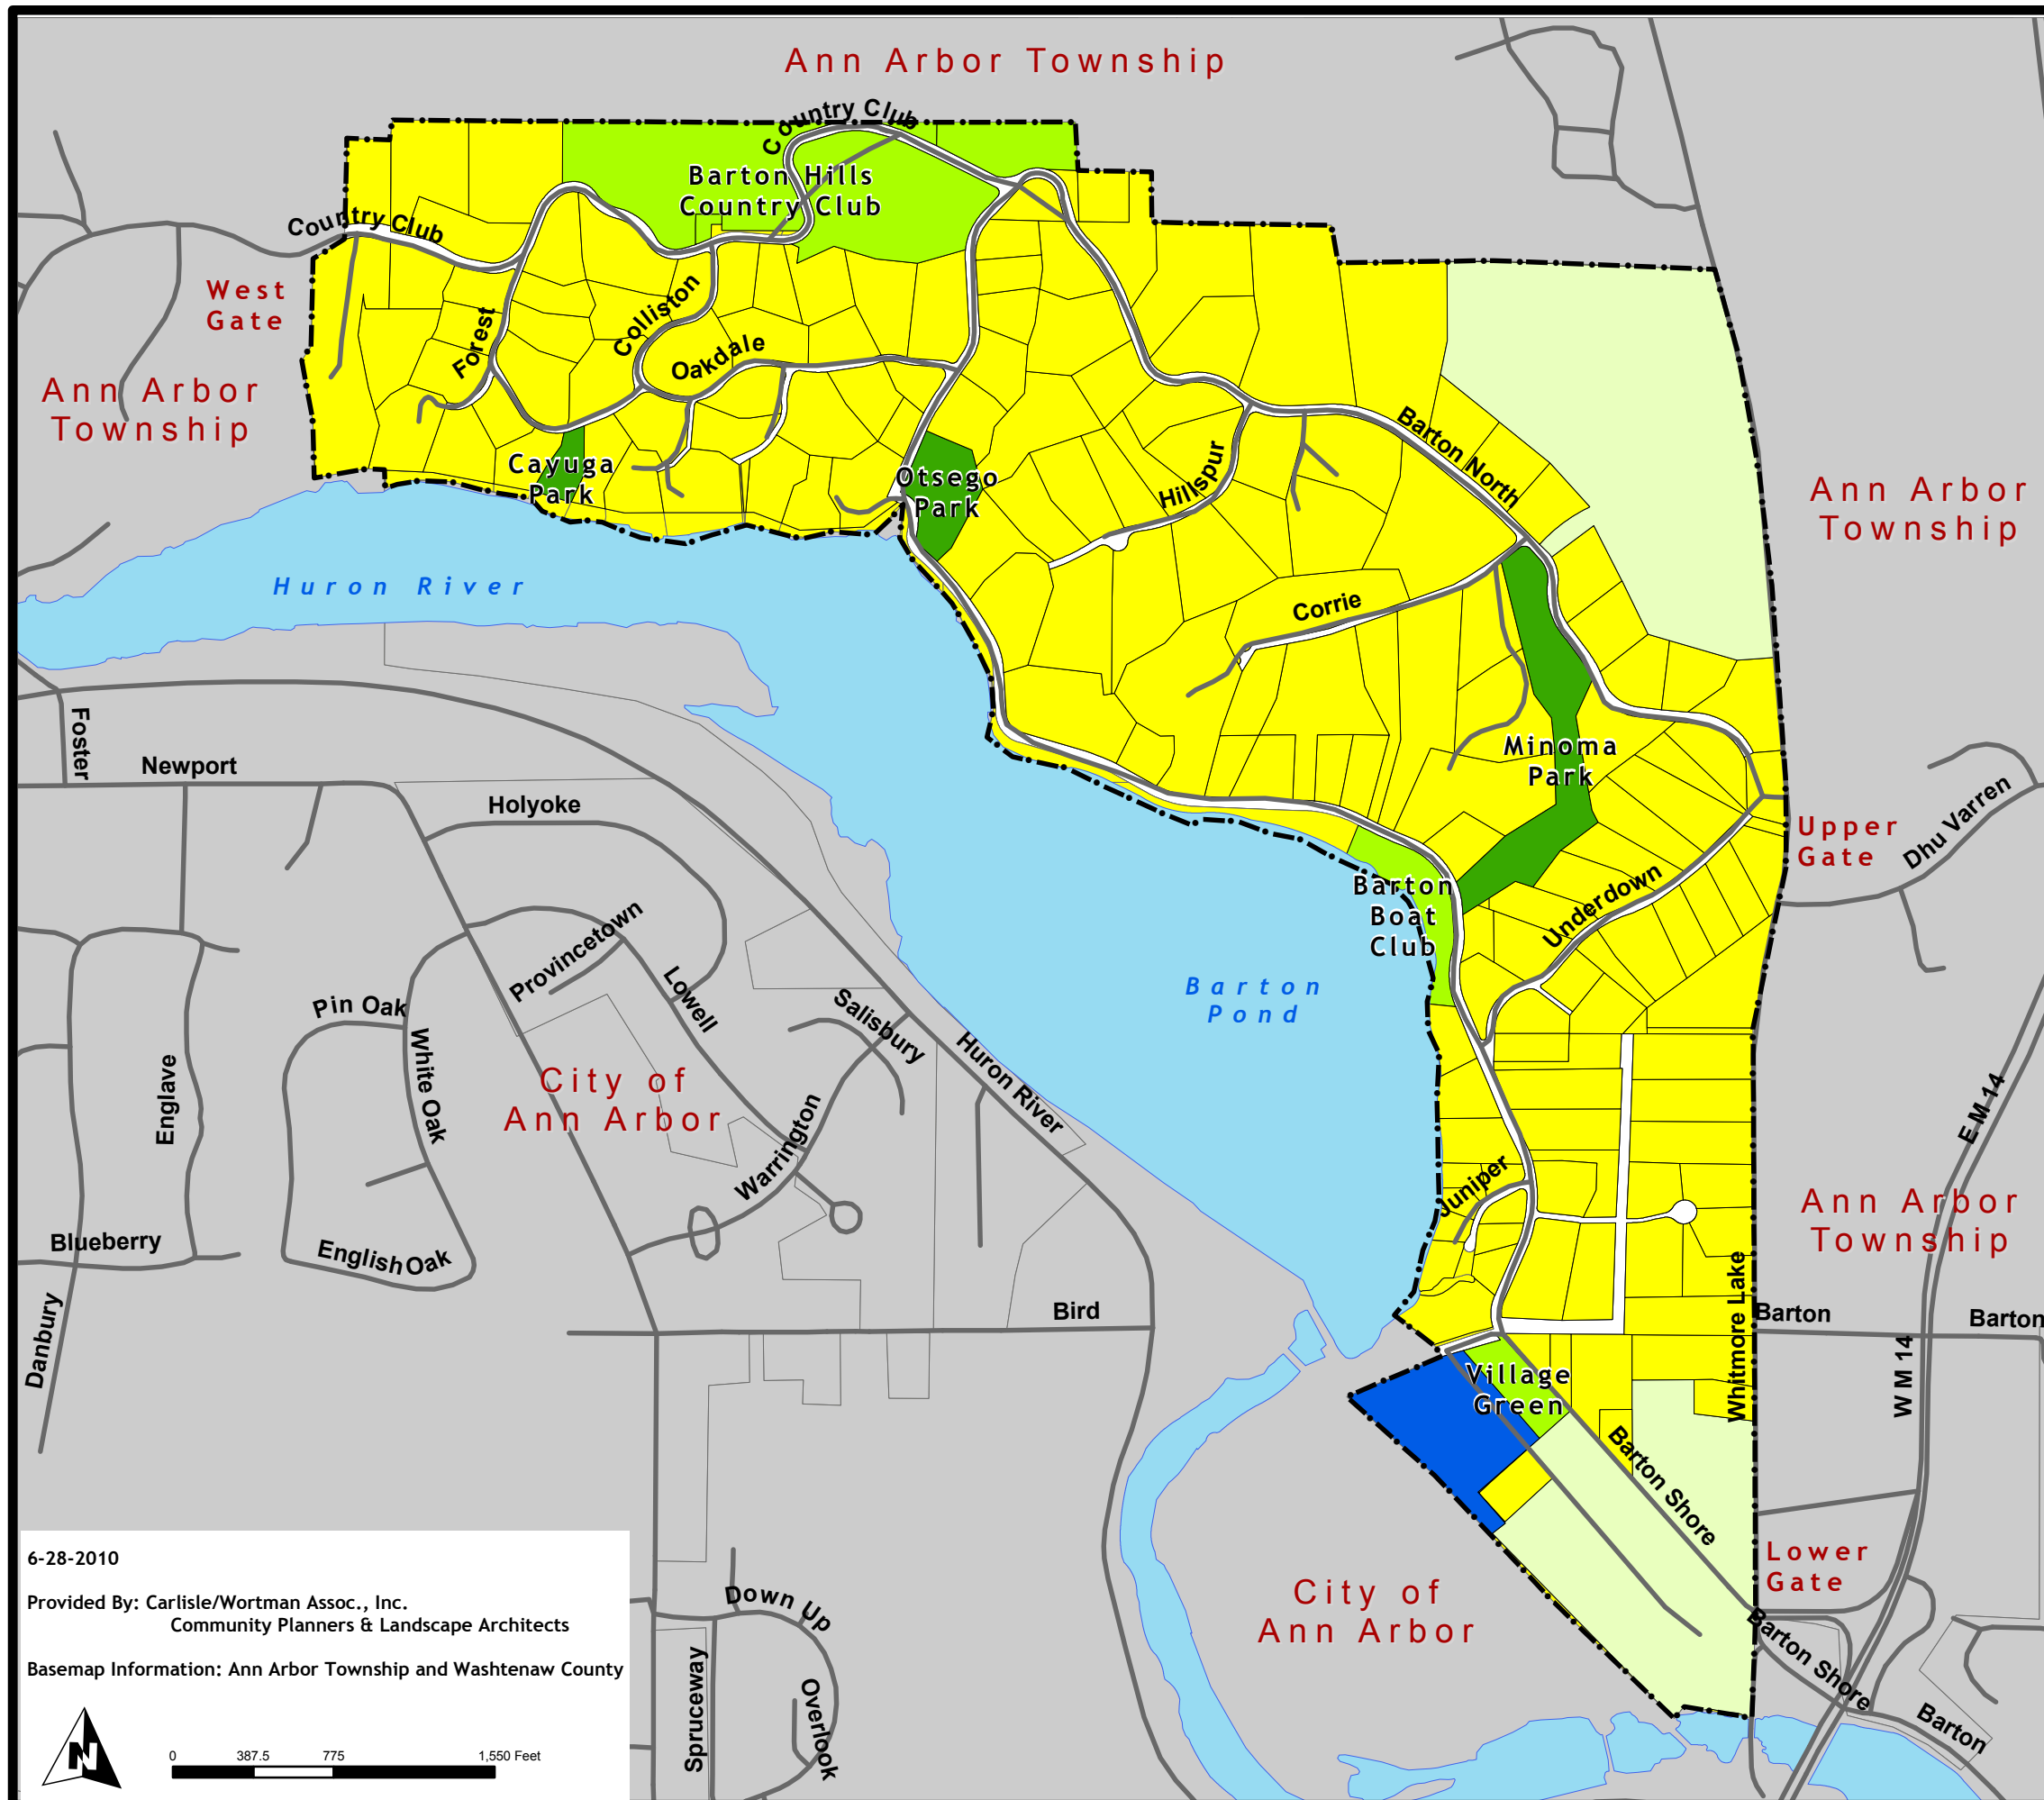 Ann Arbor Township
Country Club
Barton Hills
Country Club
Country Club
West
Gate
Colliston
Forest
Oakdale
Ann Arbor
Township
Barton North
Hillspur
Cayuga
Park
Otsego
Park
Ann Arbor
Township
Huron River
Corrie
Foster
Newport
Minoma
Park
Holyoke
Upper
Gate
Dhu Varren
Barton
Boat
Club
Underdown
Provincetown
Lowell
Pin Oak
Salisbury
Barton
Pond
White Oak
Englave
Huron River
City of
Ann Arbor
E M 14
Warrington
Juniper
Ann Arbor
Township
Blueberry
English Oak
Whitmore Lake
Bird
Barton
Barton
Danbury
W M 14
Village
Green
Barton Shore
Lower
Gate
City of
Ann Arbor
Down Up
Barton Shore
Spruceway
Overlook
Barton
6-28-2010
Provided By: Carlisle/Wortman Assoc., Inc.
Community Planners & Landscape Architects
Basemap Information: Ann Arbor Township and Washtenaw County
N
0 387.5 775 1,550 Feet